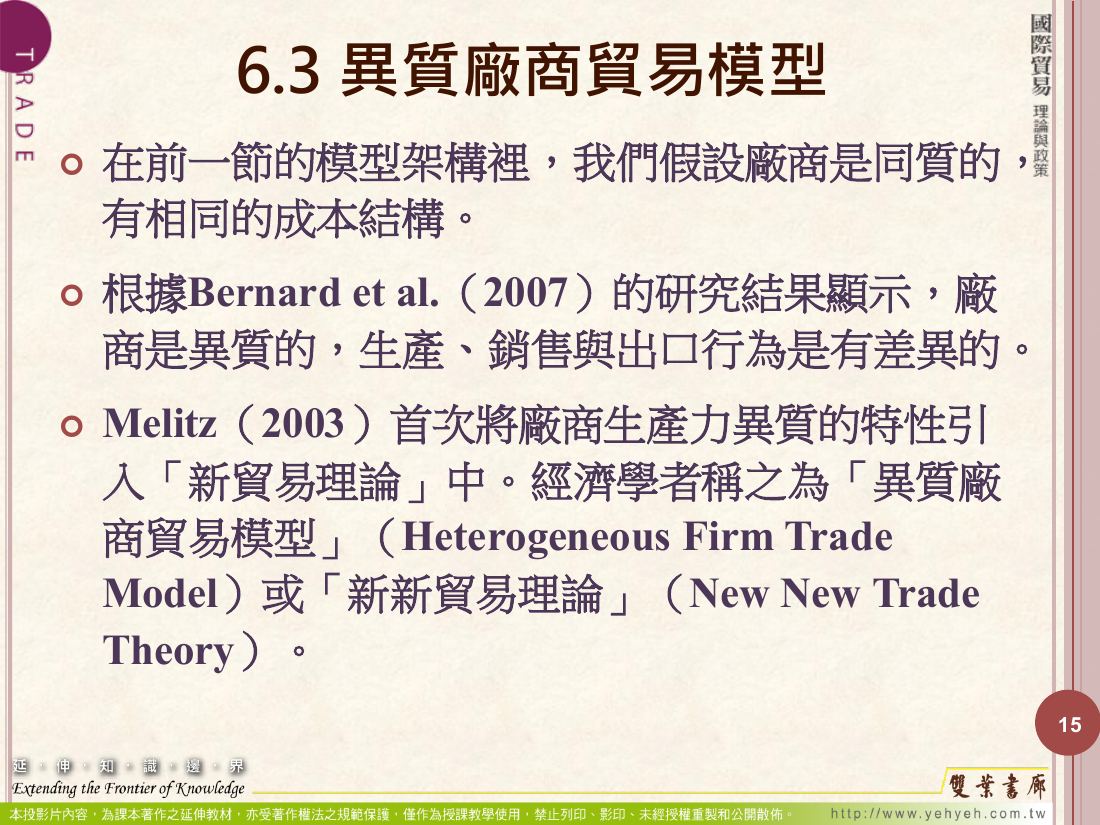 TRADE
6.3 異質廠商貿易模型
國際貿易 理論與政策
在前一節的模型架構裡，我們假設廠商是同質的，
有相同的成本結構。
根據Bernard et al.（2007）的研究結果顯示，廠
商是異質的，生產、銷售與出口行為是有差異的。
Melitz（2003）首次將廠商生產力異質的特性引
入「新貿易理論」中。經濟學者稱之為「異質廠
商貿易模型」（Heterogeneous Firm Trade
Model）或「新新貿易理論」（New New Trade
Theory）。
15
延。伸。知。識。邊。界
Extending the Frontier of Knowledge
雙葉書廊
本投影片內容，為課本著作之延伸教材，亦受著作權法之規範保護，僅作為授課教學使用，禁止列印、影印、未經授權重製和公開散佈。
http://www.yehyeh.com.tw